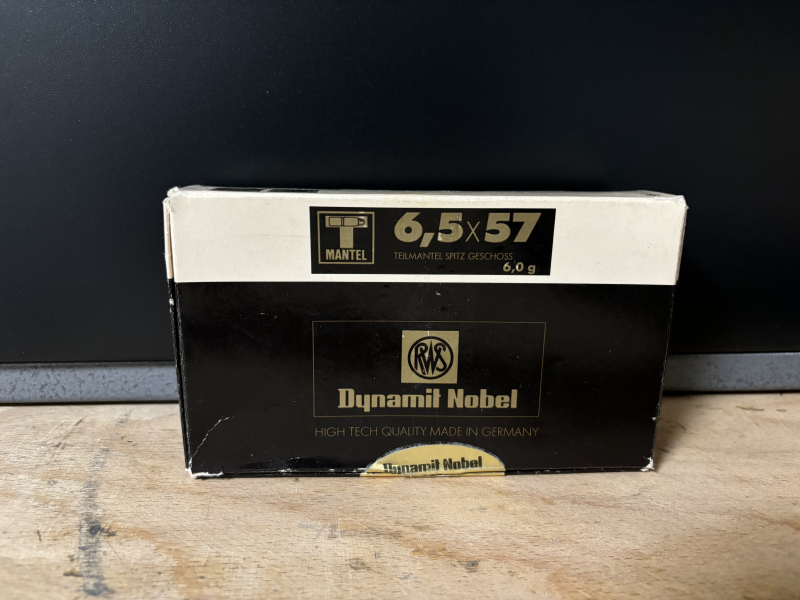 T
MANTEL
6,5x57
TEILMANTEL SPITZ GESCHOSS
6,0 g
RWS
Dynamit Nobel
HIGH TECH QUALITY MADE IN GERMANY
Dynamit Nobel